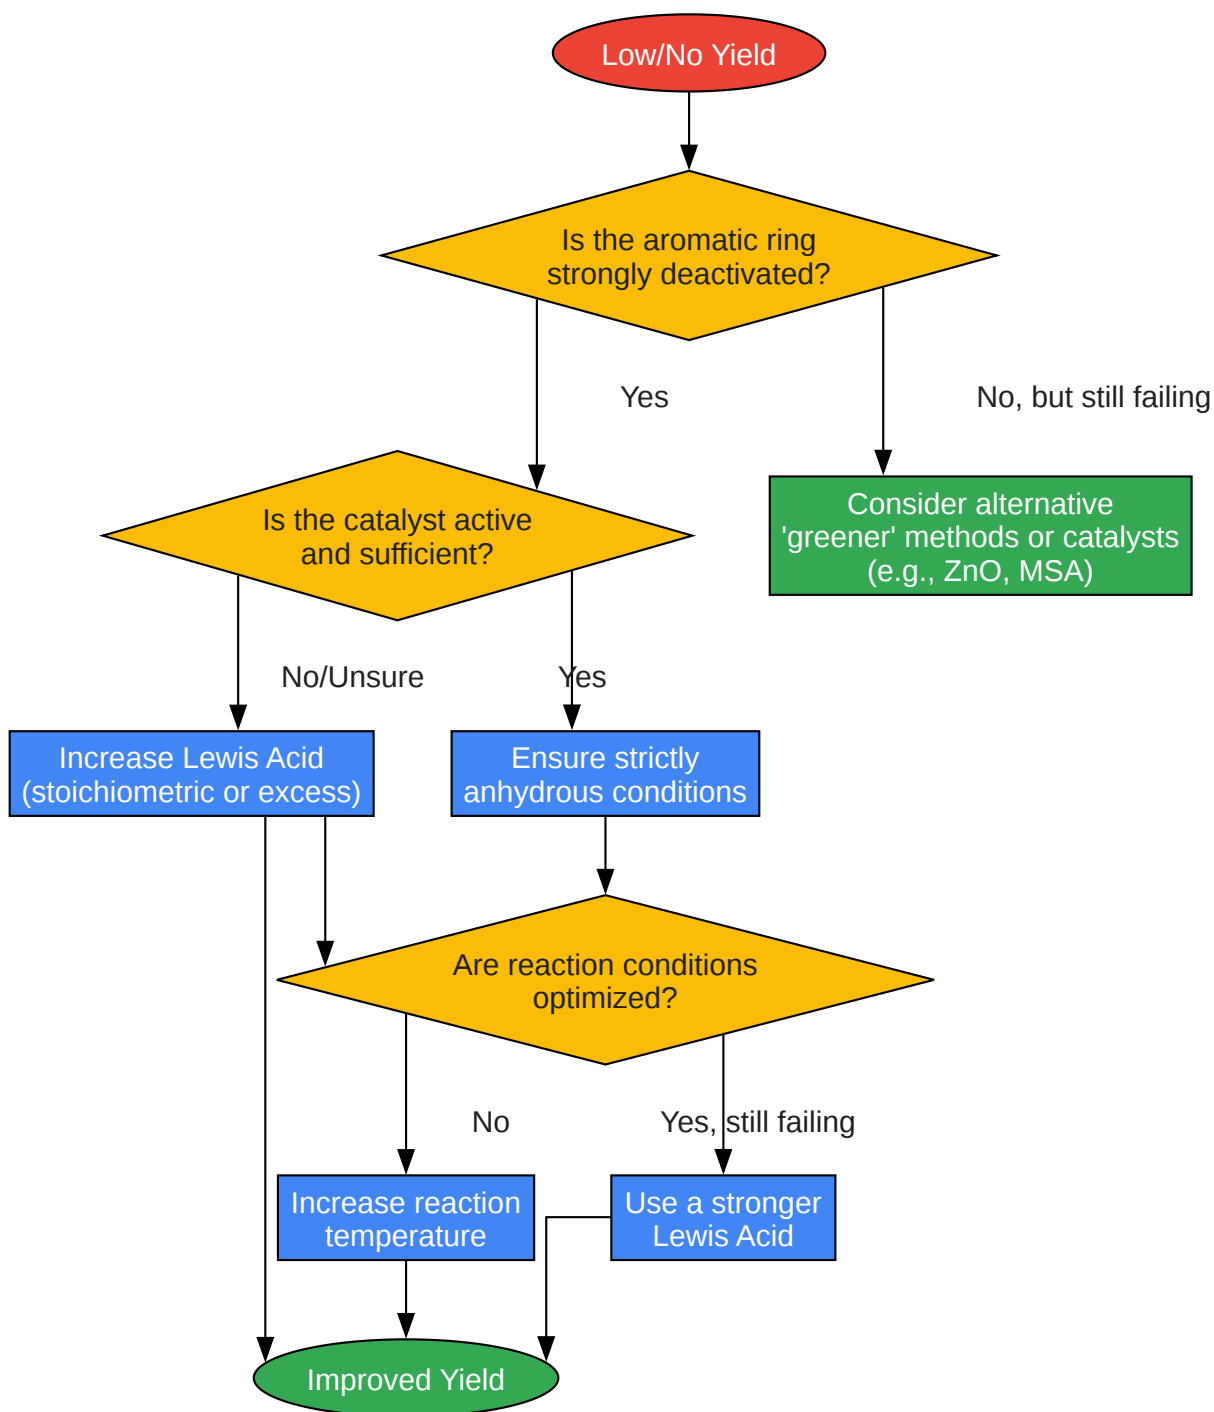 Low/No Yield
Is the aromatic ring
strongly deactivated?
Yes
No, but still failing
Is the catalyst active
and sufficient?
Consider alternative
'greener' methods or catalysts
(e.g., ZnO, MSA)
No/Unsure
Yes
Increase Lewis Acid
(stoichiometric or excess)
Ensure strictly
anhydrous conditions
Are reaction conditions
optimized?
No
Yes, still failing
Increase reaction
temperature
Use a stronger
Lewis Acid
Improved Yield